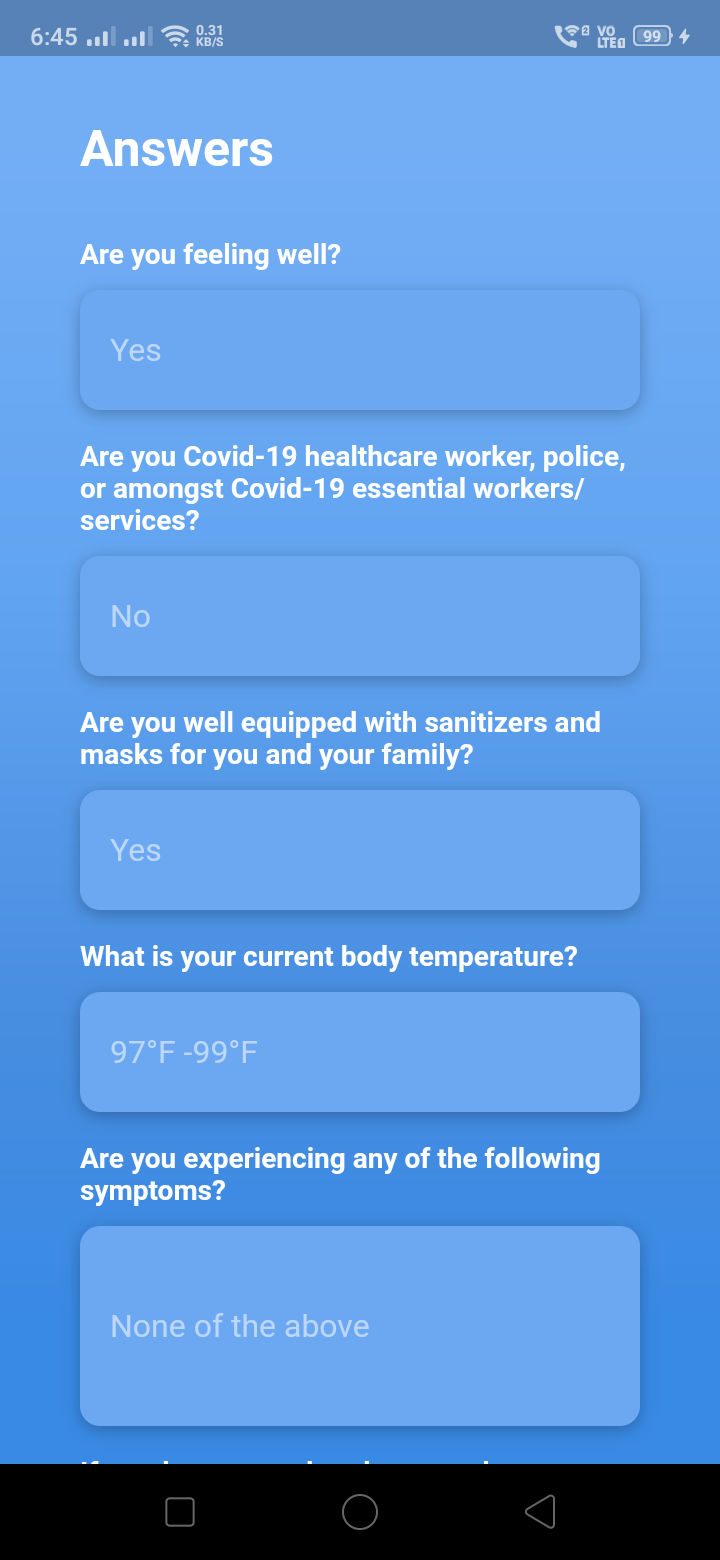 6:45 0.31 KB/S 2 VO LTE1 99
Answers
Are you feeling well?
Yes
Are you Covid-19 healthcare worker, police,
or amongst Covid-19 essential workers/
services?
No
Are you well equipped with sanitizers and
masks for you and your family?
Yes
What is your current body temperature?
97°F -99°F
Are you experiencing any of the following
symptoms?
None of the above